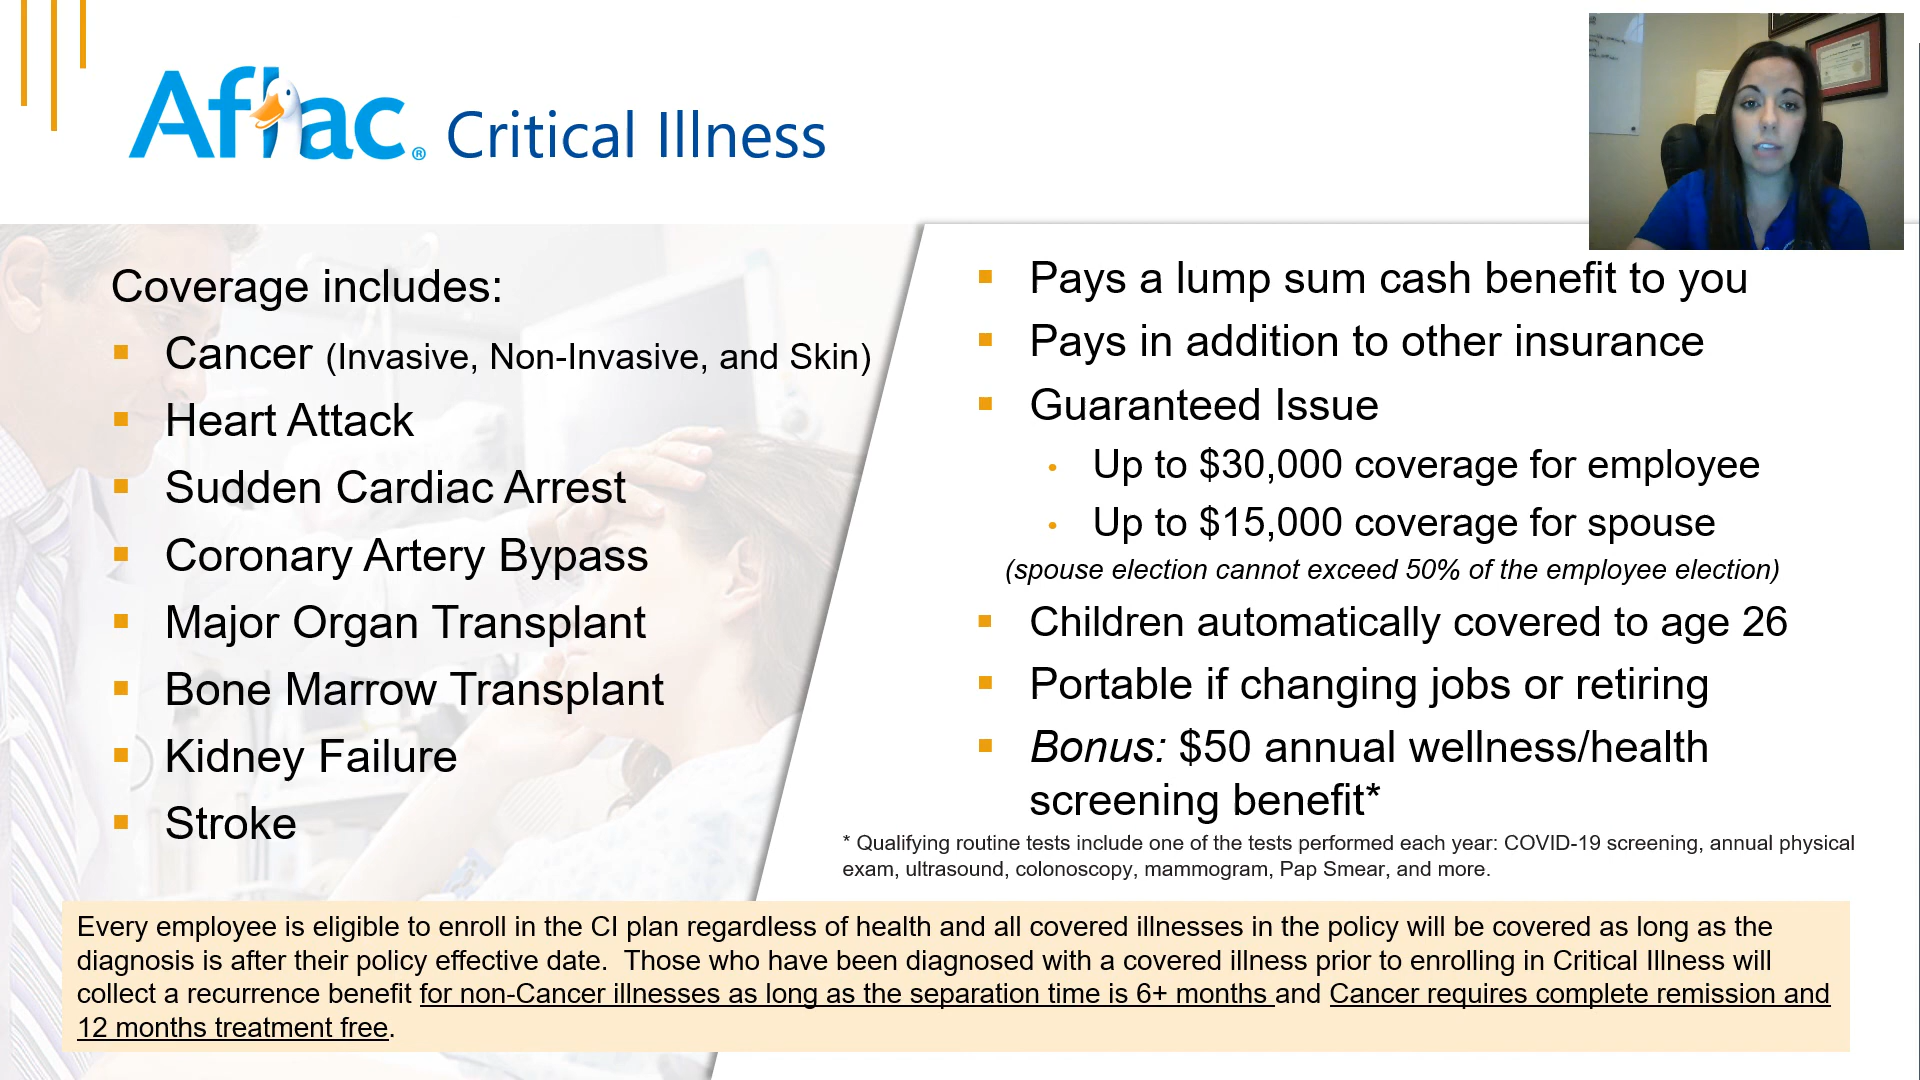 Aflac® Critical Illness
Coverage includes:
Cancer (Invasive, Non-Invasive, and Skin)
Heart Attack
Sudden Cardiac Arrest
Coronary Artery Bypass
Major Organ Transplant
Bone Marrow Transplant
Kidney Failure
Stroke
Pays a lump sum cash benefit to you
Pays in addition to other insurance
Guaranteed Issue
Up to $30,000 coverage for employee
Up to $15,000 coverage for spouse
(spouse election cannot exceed 50% of the employee election)
Children automatically covered to age 26
Portable if changing jobs or retiring
Bonus: $50 annual wellness/health
screening benefit*
* Qualifying routine tests include one of the tests performed each year: COVID-19 screening, annual physical
exam, ultrasound, colonoscopy, mammogram, Pap Smear, and more.
Every employee is eligible to enroll in the CI plan regardless of health and all covered illnesses in the policy will be covered as long as the
diagnosis is after their policy effective date.  Those who have been diagnosed with a covered illness prior to enrolling in Critical Illness will
collect a recurrence benefit for non-Cancer illnesses as long as the separation time is 6+ months and Cancer requires complete remission and
12 months treatment free.